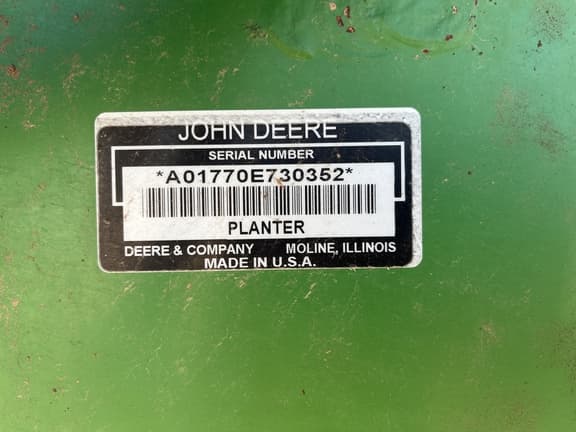 JOHN DEERE
SERIAL NUMBER
*A01770E730352*
PLANTER
DEERE & COMPANY MOLINE, ILLINOIS
MADE IN U.S.A.